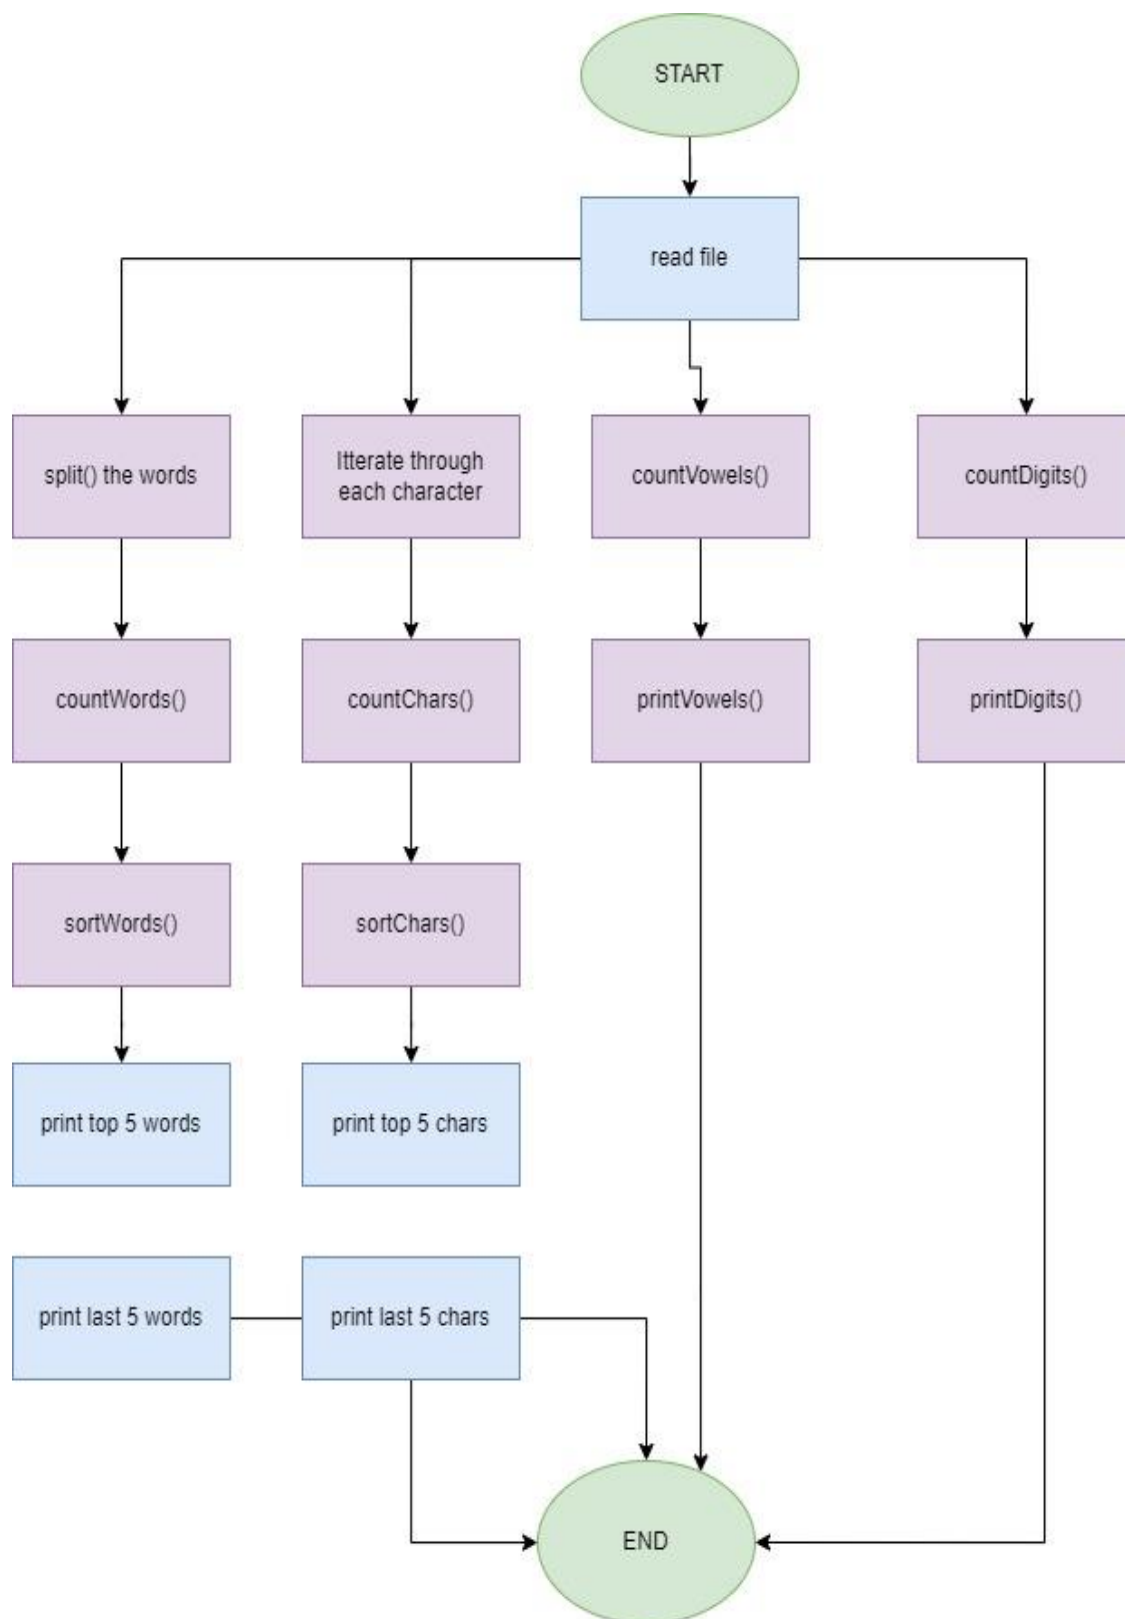 START
read file
split() the words
Itterate through
each character
countVowels()
countDigits()
countWords()
countChars()
printVowels()
printDigits()
sortWords()
sortChars()
print top 5 words
print top 5 chars
print last 5 words
print last 5 chars
END